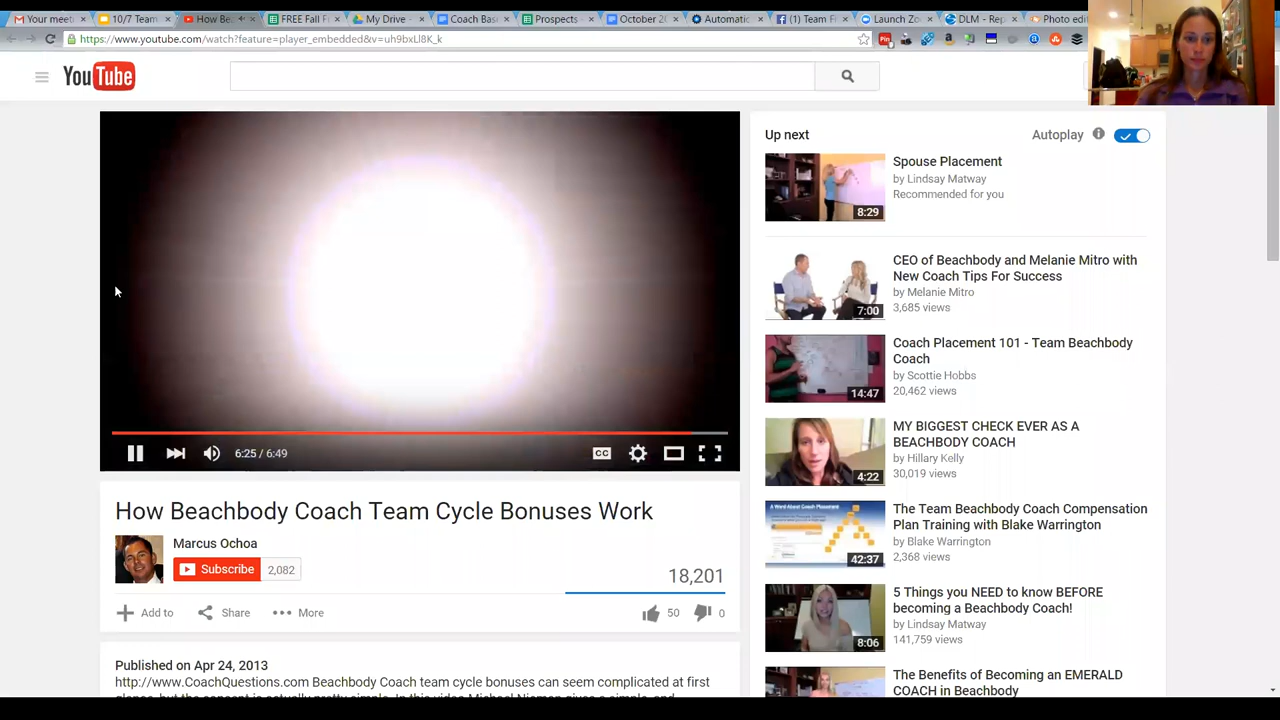 Your meet
10/7 Team
How Be
FREE Fall F
My Drive -
Coach Bas
Prospects -
October 20
Automatic
(1) Team F
Launch Zo
DLM - Rep
Photo edi
https://www.youtube.com/watch?feature=player_embedded&v=uh9bxLl8K_k
YouTube
Up next
Autoplay
Spouse Placement
by Lindsay Matway
Recommended for you
8:29
CEO of Beachbody and Melanie Mitro with
New Coach Tips For Success
by Melanie Mitro
3,685 views
7:00
Coach Placement 101 - Team Beachbody
Coach
by Scottie Hobbs
20,462 views
14:47
MY BIGGEST CHECK EVER AS A
BEACHBODY COACH
by Hillary Kelly
30,019 views
4:22
The Team Beachbody Coach Compensation
Plan Training with Blake Warrington
by Blake Warrington
2,368 views
42:37
5 Things you NEED to know BEFORE
becoming a Beachbody Coach!
by Lindsay Matway
141,759 views
8:06
The Benefits of Becoming an EMERALD
COACH in Beachbody
6:25 / 6:49
CC
How Beachbody Coach Team Cycle Bonuses Work
Marcus Ochoa
Subscribe
2,082
18,201
Add to
Share
More
50
0
Published on Apr 24, 2013
http://www.CoachQuestions.com Beachbody Coach team cycle bonuses can seem complicated at first